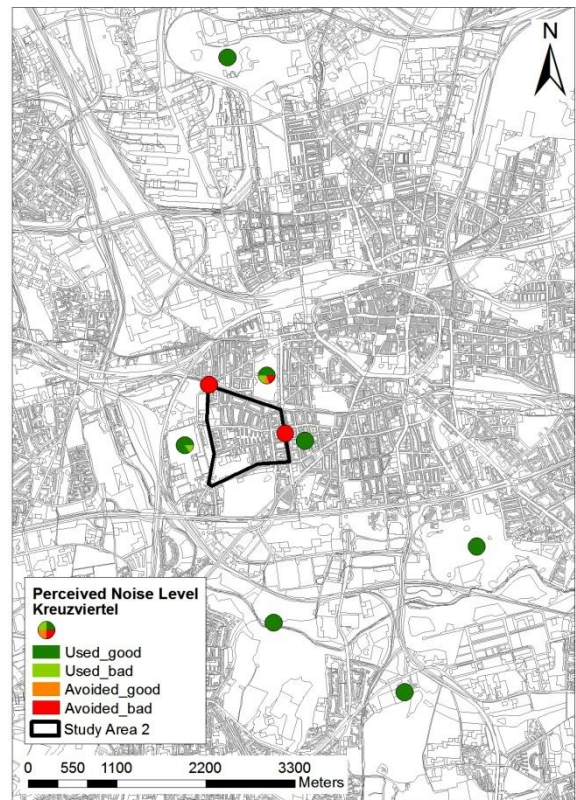 N
Perceived Noise Level
Kreuzviertel
Used_good
Used_bad
Avoided_good
Avoided_bad
Study Area 2
0 550 1100 2200 3300
Meters